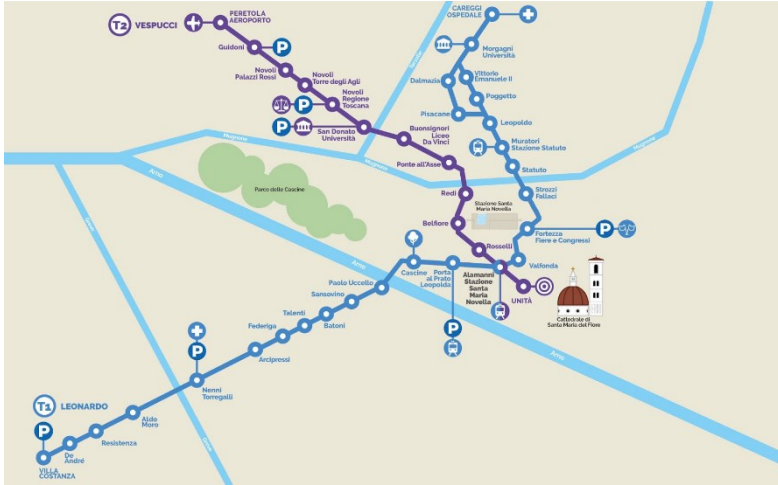 T2 VESPUCCI
PERETOLA
AEROPORTO
Guidoni
P
Novoli
Palazzi Rossi
Novoli
Torre degli Agli
Novoli
Regione
Toscana
P
P
San Donato
Università
Buonsignori
Liceo
Da Vinci
Ponte all'Asse
Redi
Belfiore
Rosselli
Alamanni
Stazione
Santa
Maria
Novella
UNITÀ
CAREGGI
OSPEDALE
Morgagni
Università
Dalmazia
Vittorio
Emanuele II
Poggetto
Pisacane
Leopoldo
Muratori
Stazione Statuto
Statuto
Strozzi
Fallaci
Stazione Santa
Maria Novella
Fortezza
Fiere e Congressi
P
Valfonda
Porta
al Prato
Leopolda
P
Cascine
Paolo Uccello
Sansovino
Batoni
Talenti
Federiga
Arcipressi
P
Nenni
Torregalli
Aldo
Moro
Resistenza
De
André
T1 LEONARDO
P
VILLA
COSTANZA
Parco delle Cascine
Cattedrale di
Santa Maria del Fiore
Mugnone
Mugnone
Mugnone
Arno
Arno
Arno